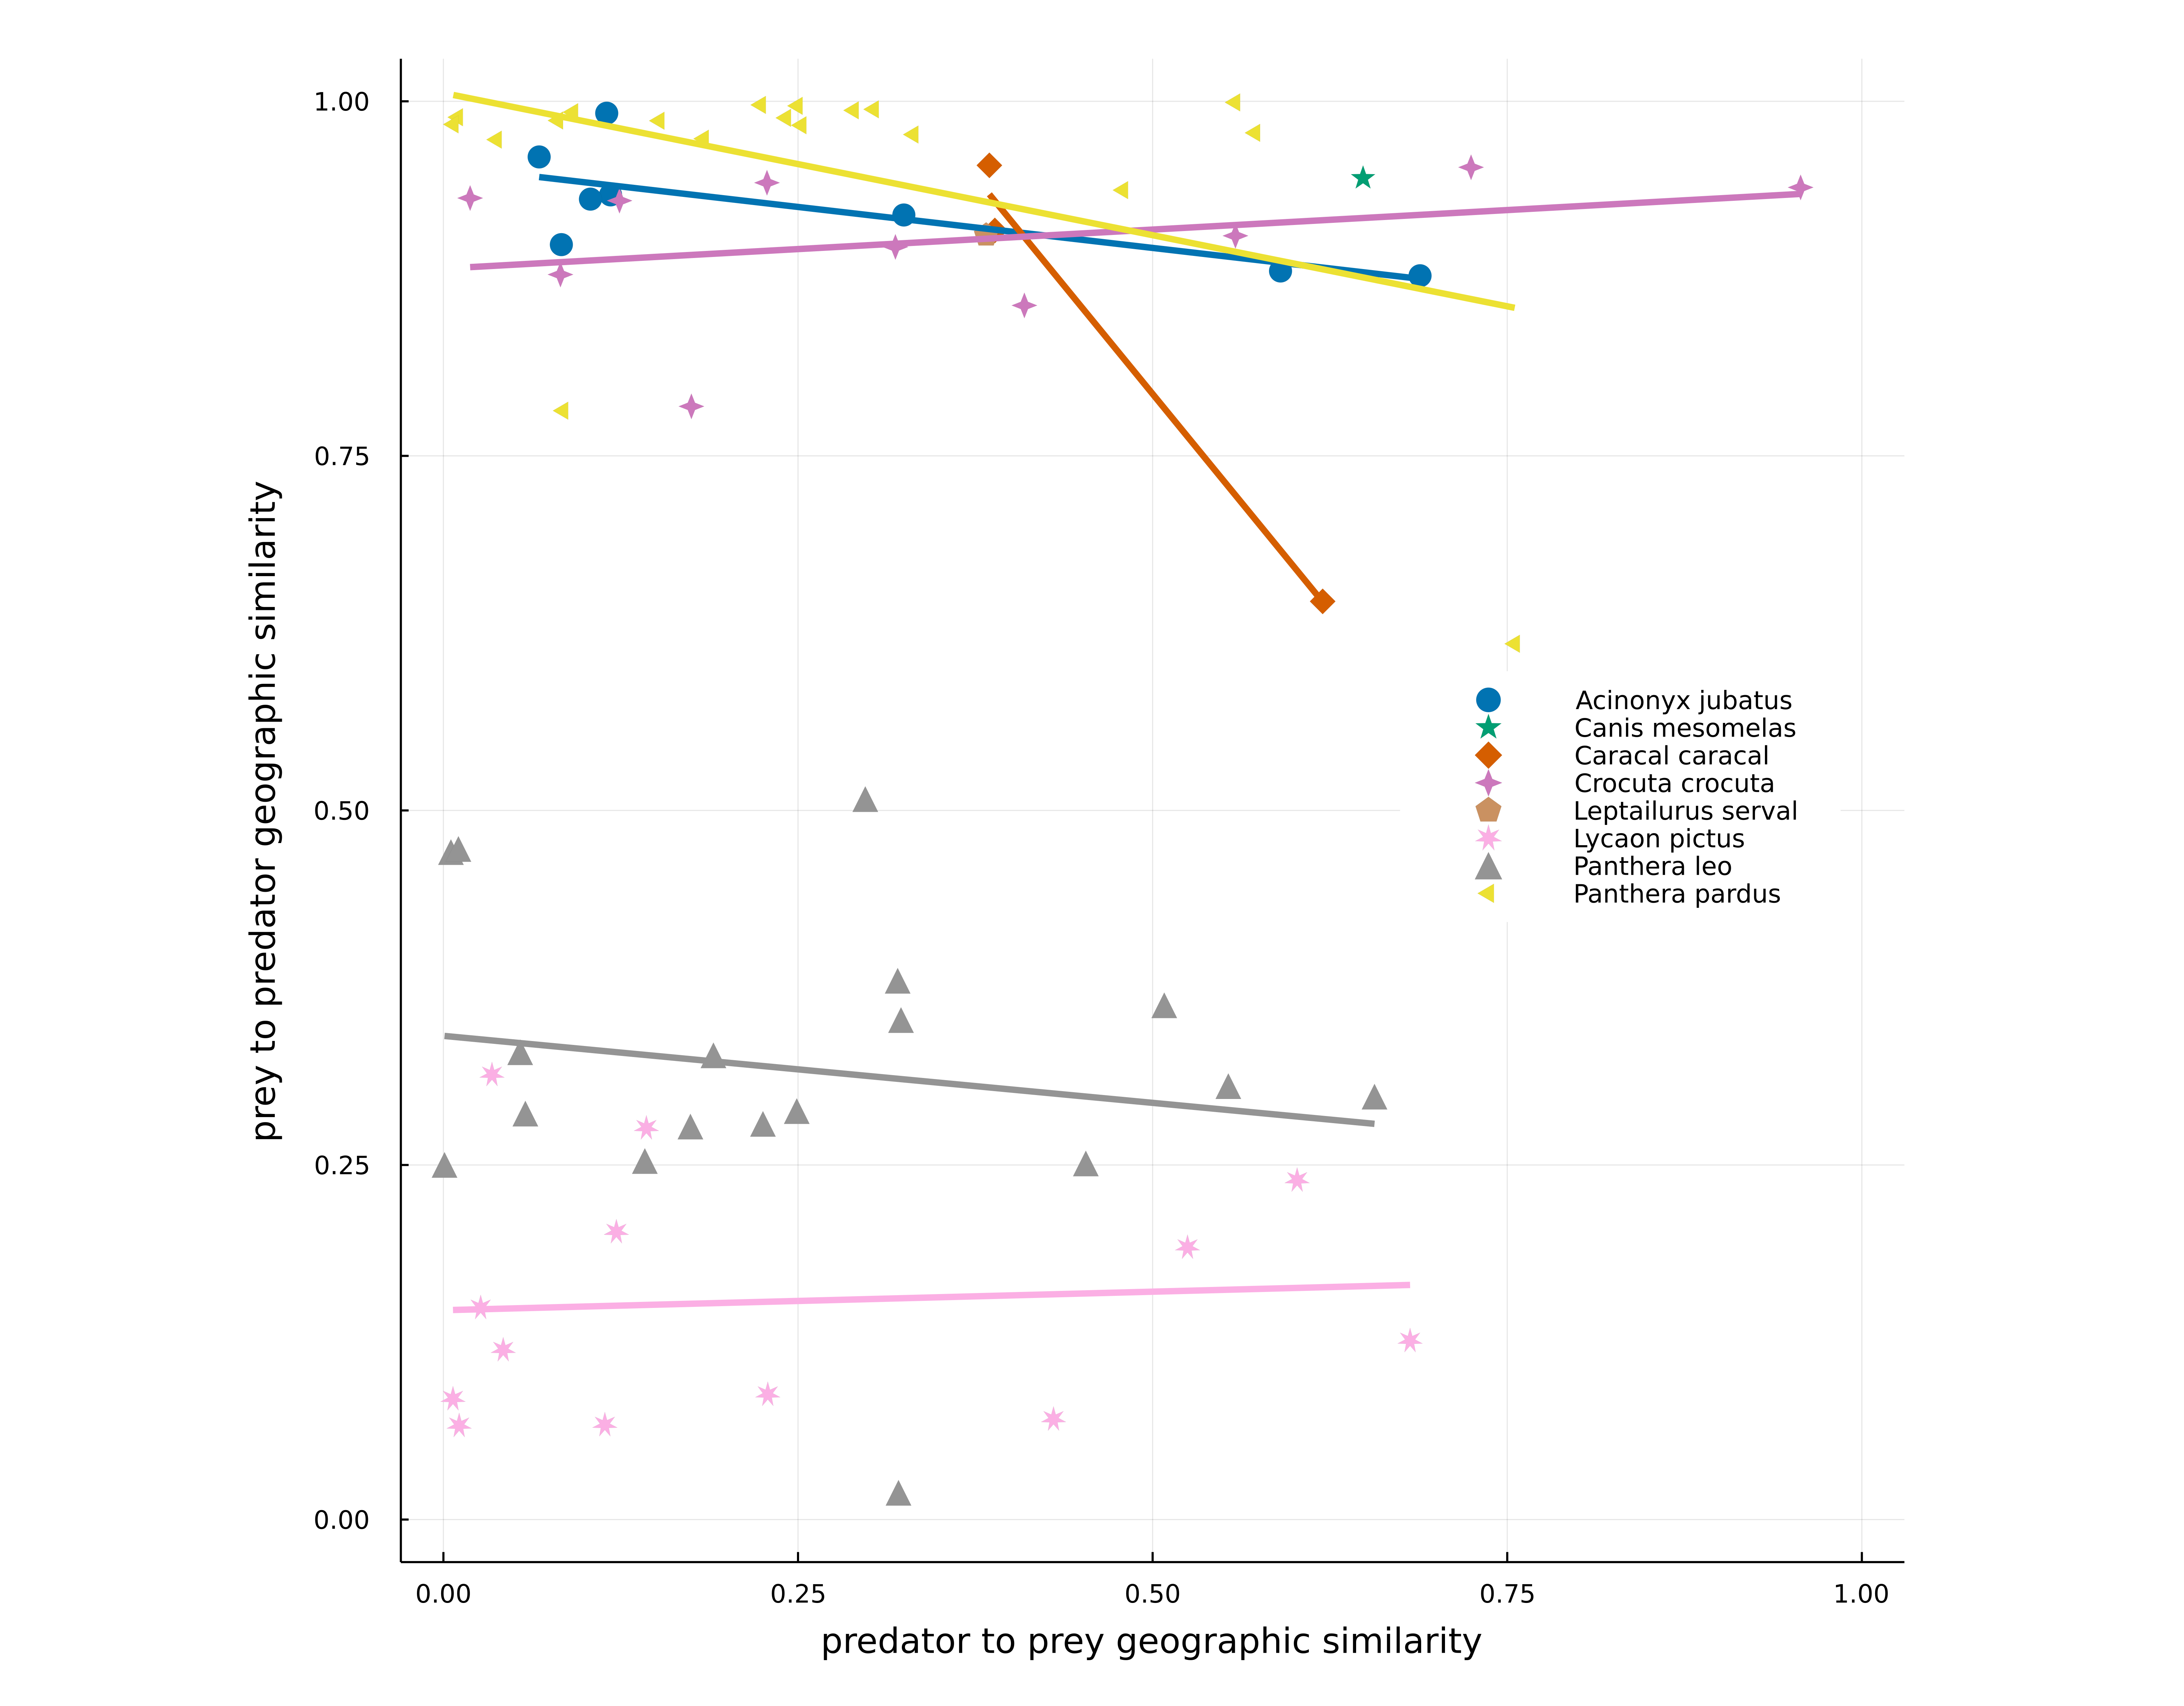 1.00
0.75
0.50
0.25
0.00
prey to predator geographic similarity
Acinonyx jubatus
Canis mesomelas
Caracal caracal
Crocuta crocuta
Leptailurus serval
Lycaon pictus
Panthera leo
Panthera pardus
0.00 0.25 0.50 0.75 1.00
predator to prey geographic similarity